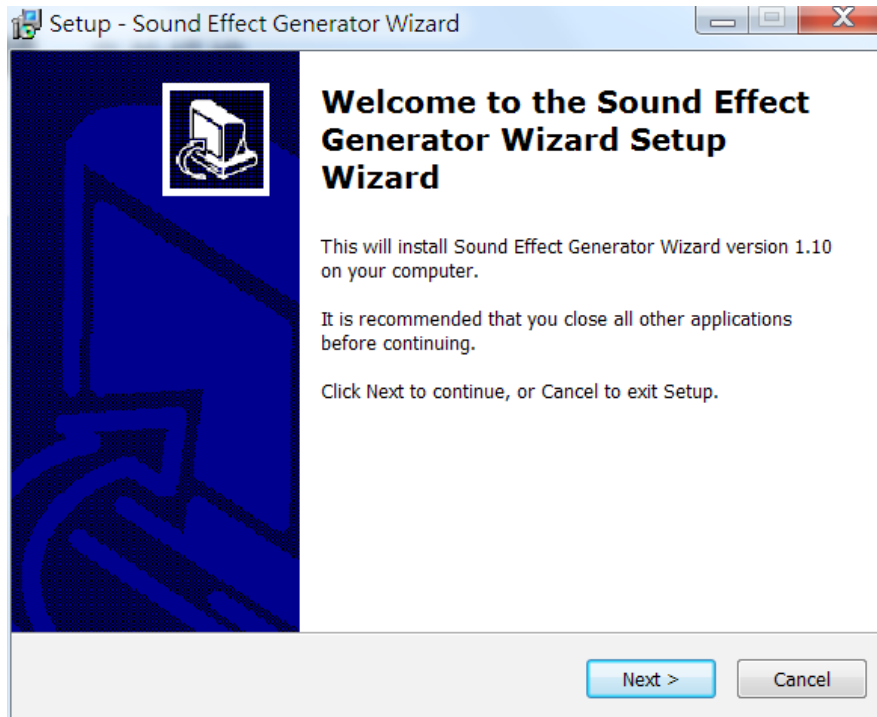 Setup - Sound Effect Generator Wizard
Welcome to the Sound Effect
Generator Wizard Setup
Wizard
This will install Sound Effect Generator Wizard version 1.10
on your computer.
It is recommended that you close all other applications
before continuing.
Click Next to continue, or Cancel to exit Setup.
Next >
Cancel